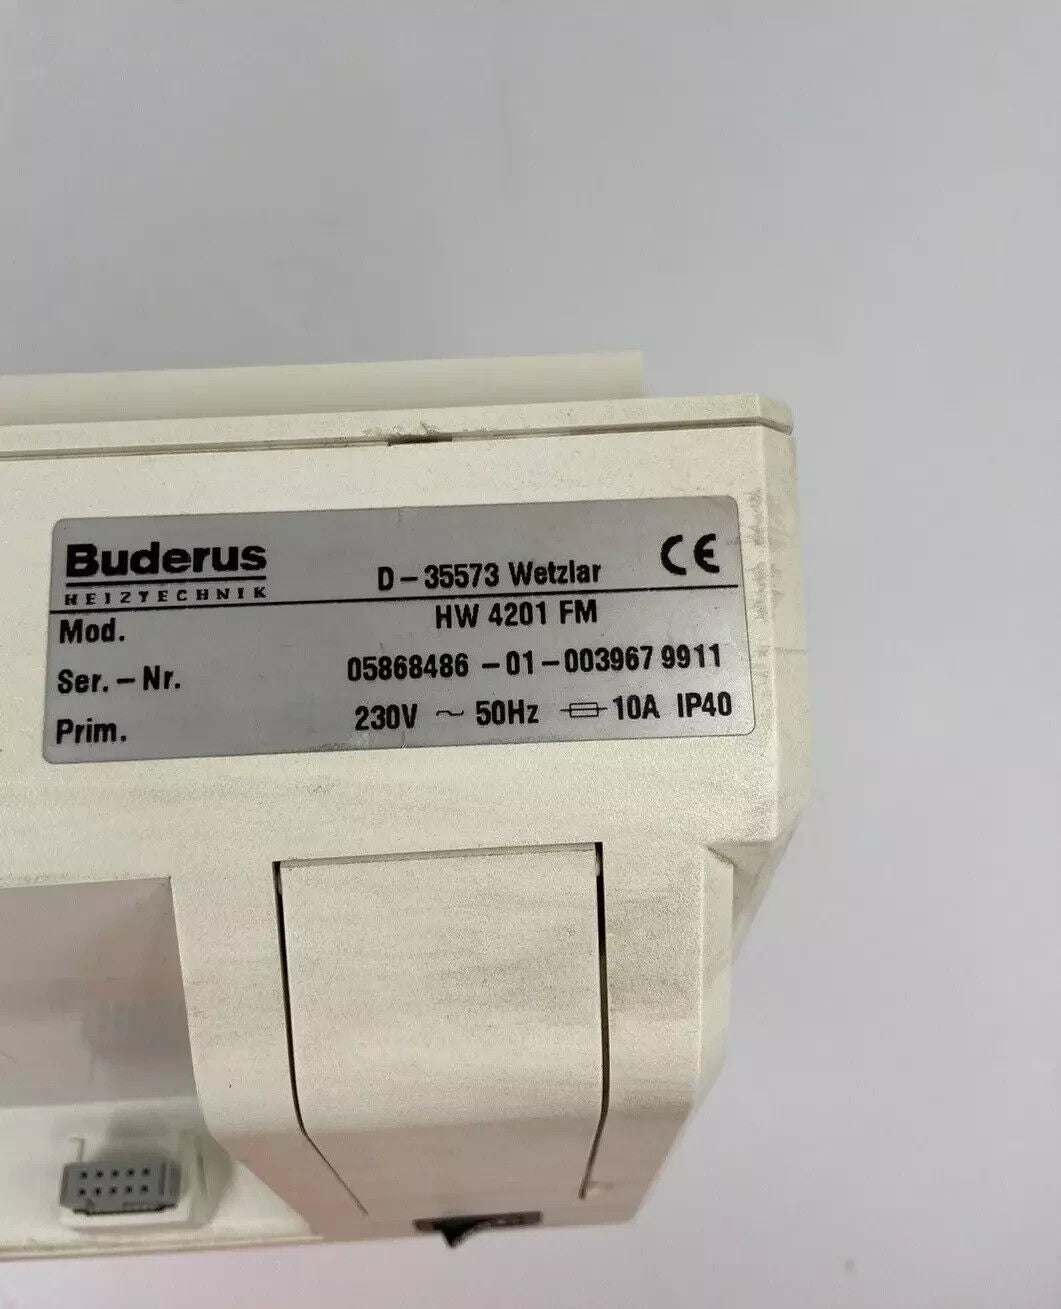 Buderus
HEIZTECHNIK
D-35573 Wetzlar CE
Mod. HW 4201 FM
Ser.-Nr. 05868486-01-003967 9911
Prim. 230V ~ 50Hz 10A IP40